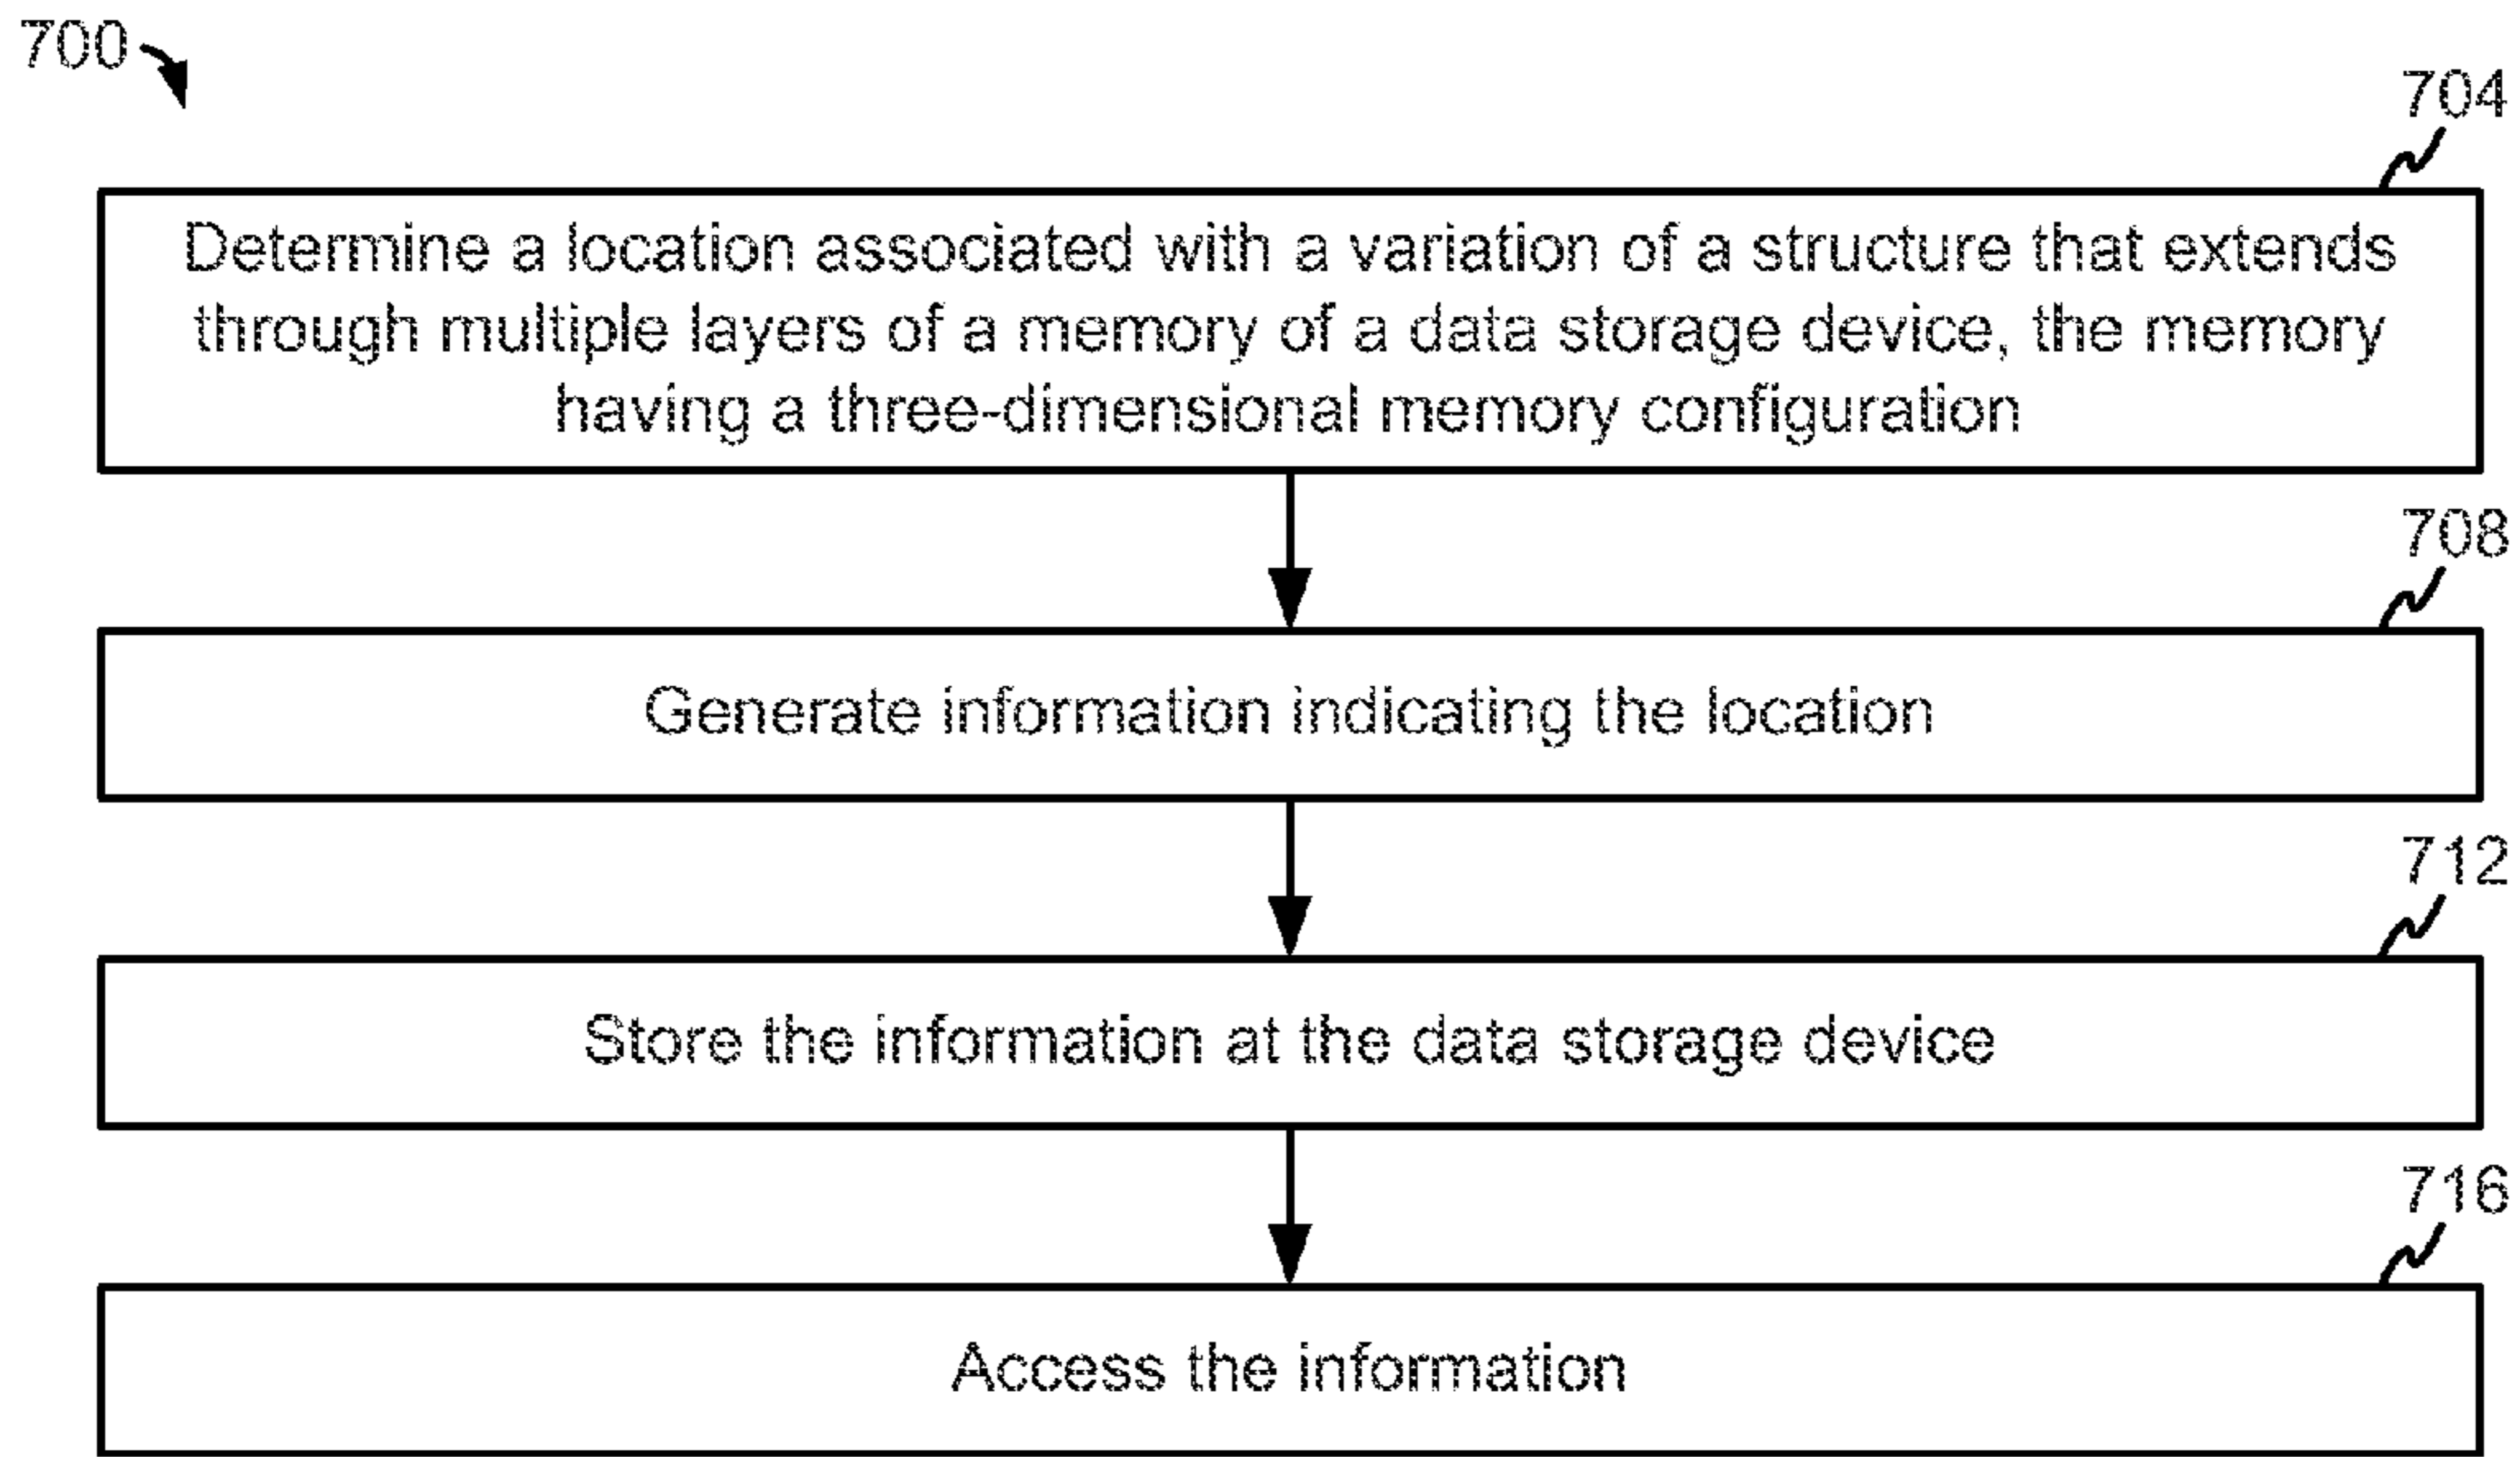 700
704
Determine a location associated with a variation of a structure that extends
through multiple layers of a memory of a data storage device, the memory
having a three-dimensional memory configuration
708
Generate information indicating the location
712
Store the information at the data storage device
716
Access the information